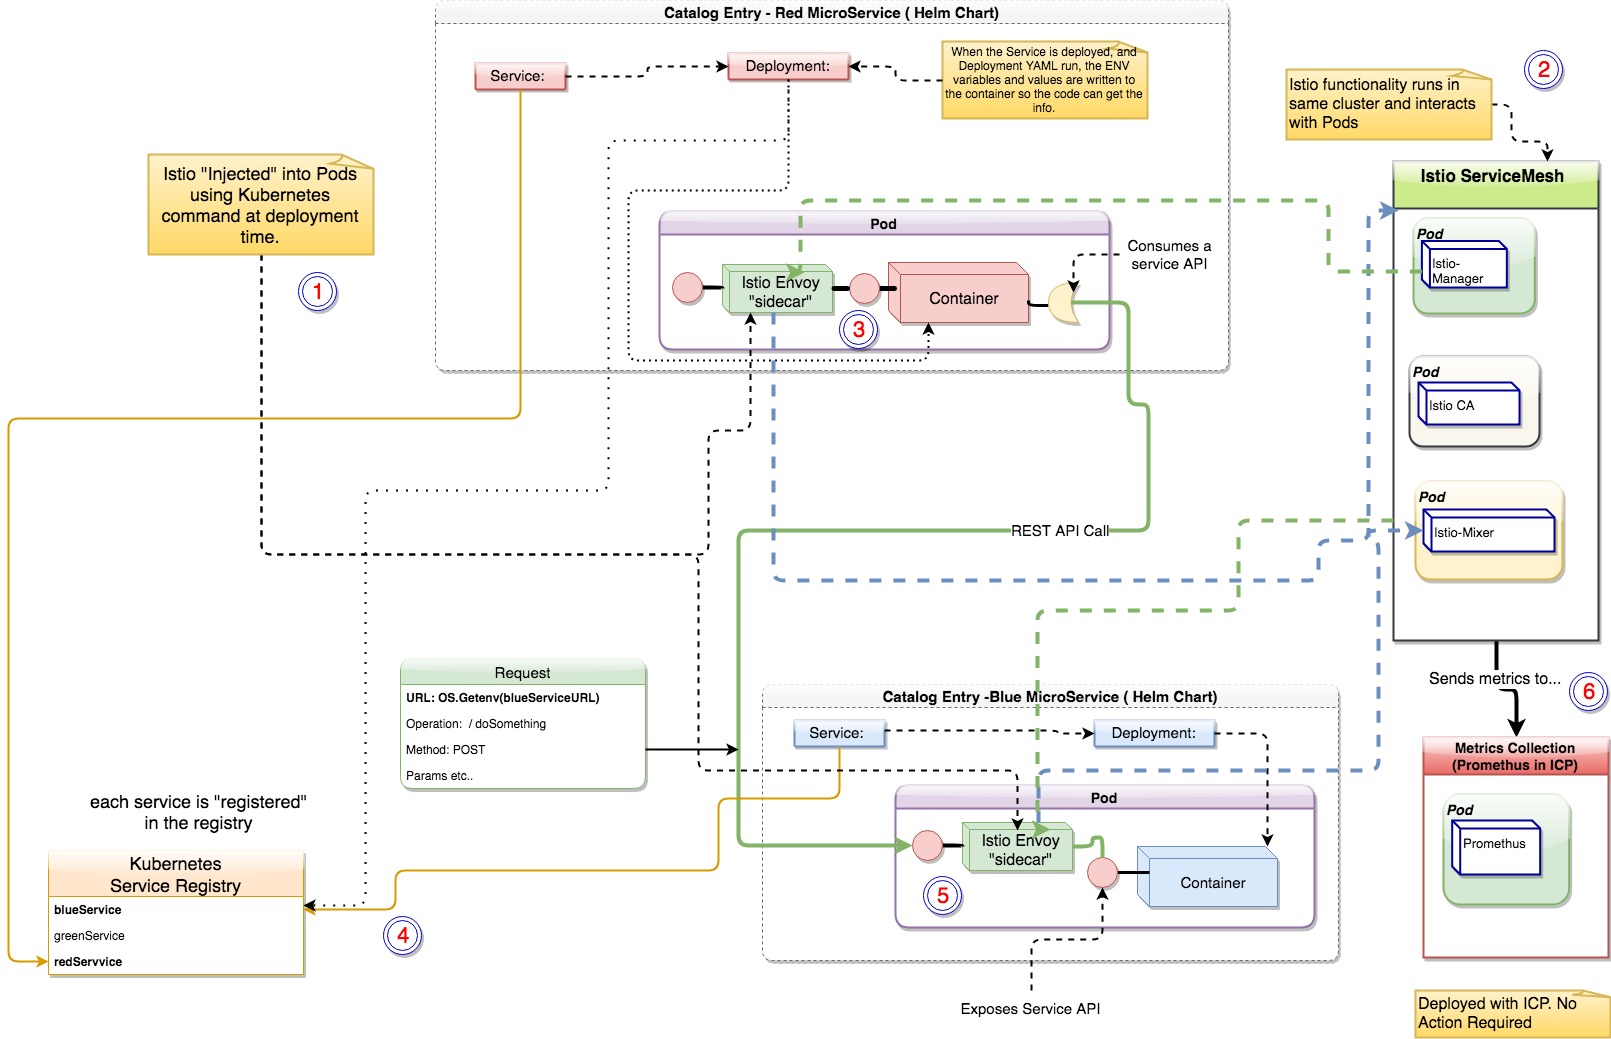 Catalog Entry - Red MicroService ( Helm Chart)
Service:
Deployment:
When the Service is deployed, and
Deployment YAML run, the ENV
variables and values are written to
the container so the code can get the
info.
2
Istio functionality runs in
same cluster and interacts
with Pods
Istio "Injected" into Pods
using Kubernetes
command at deployment
time.
1
Pod
Istio Envoy
"sidecar"
Container
3
Consumes a
service API
Istio ServiceMesh
Pod
Istio-
Manager
Pod
Istio CA
Pod
Istio-Mixer
REST API Call
Sends metrics to...
6
Request
URL: OS.Getenv(blueServiceURL)
Operation:  / doSomething
Method: POST
Params etc..
Catalog Entry -Blue MicroService ( Helm Chart)
Service:
Deployment:
Pod
Istio Envoy
"sidecar"
Container
5
Exposes Service API
each service is "registered"
in the registry
Kubernetes
Service Registry
blueService
greenService
redServvice
4
Metrics Collection
(Promethus in ICP)
Pod
Promethus
Deployed with ICP. No
Action Required